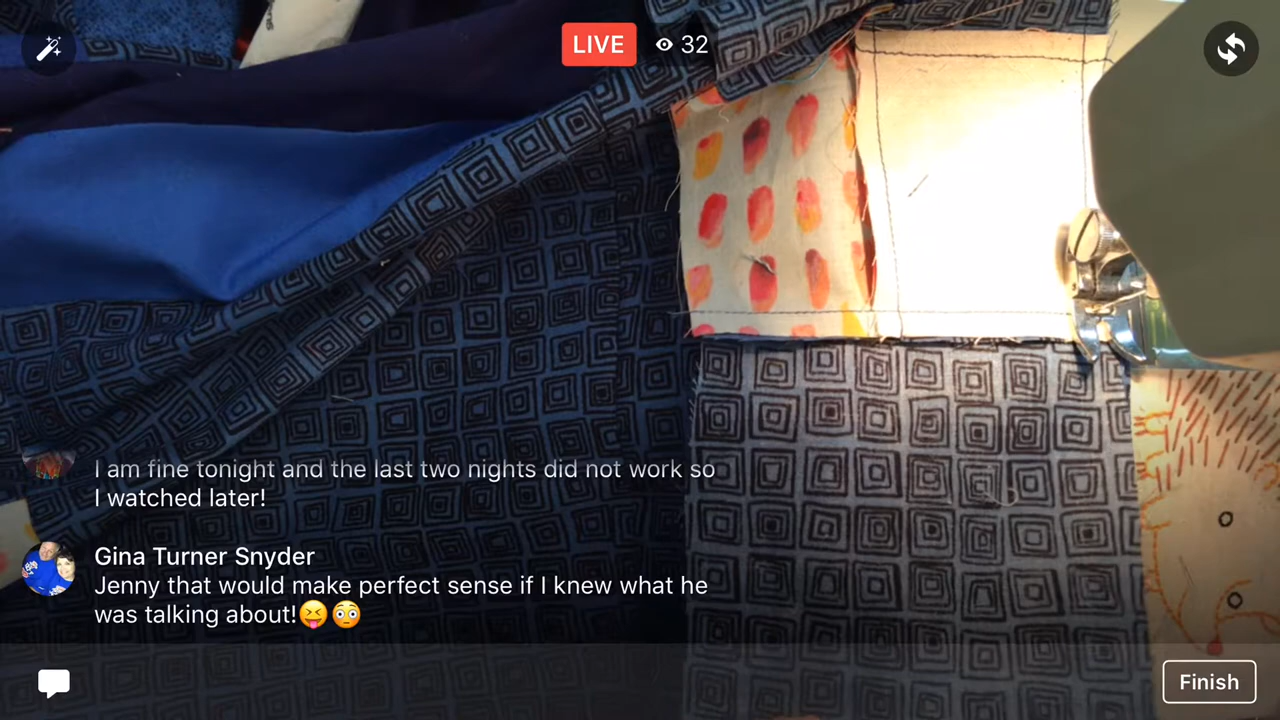 LIVE 32
I am fine tonight and the last two nights did not work so
I watched later!
Gina Turner Snyder
Jenny that would make perfect sense if I knew what he
was talking about!😝😳
Finish